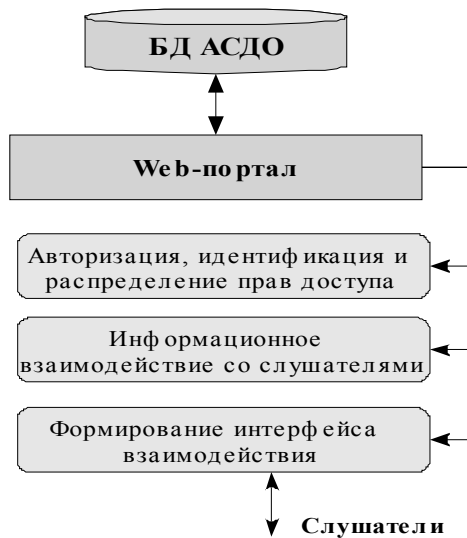 БД АСДО
Web-портал
Авторизация, идентификация и
распределение прав доступа
Информационное
взаимодействие со слушателями
Формирование интерфейса
взаимодействия
Слушатели